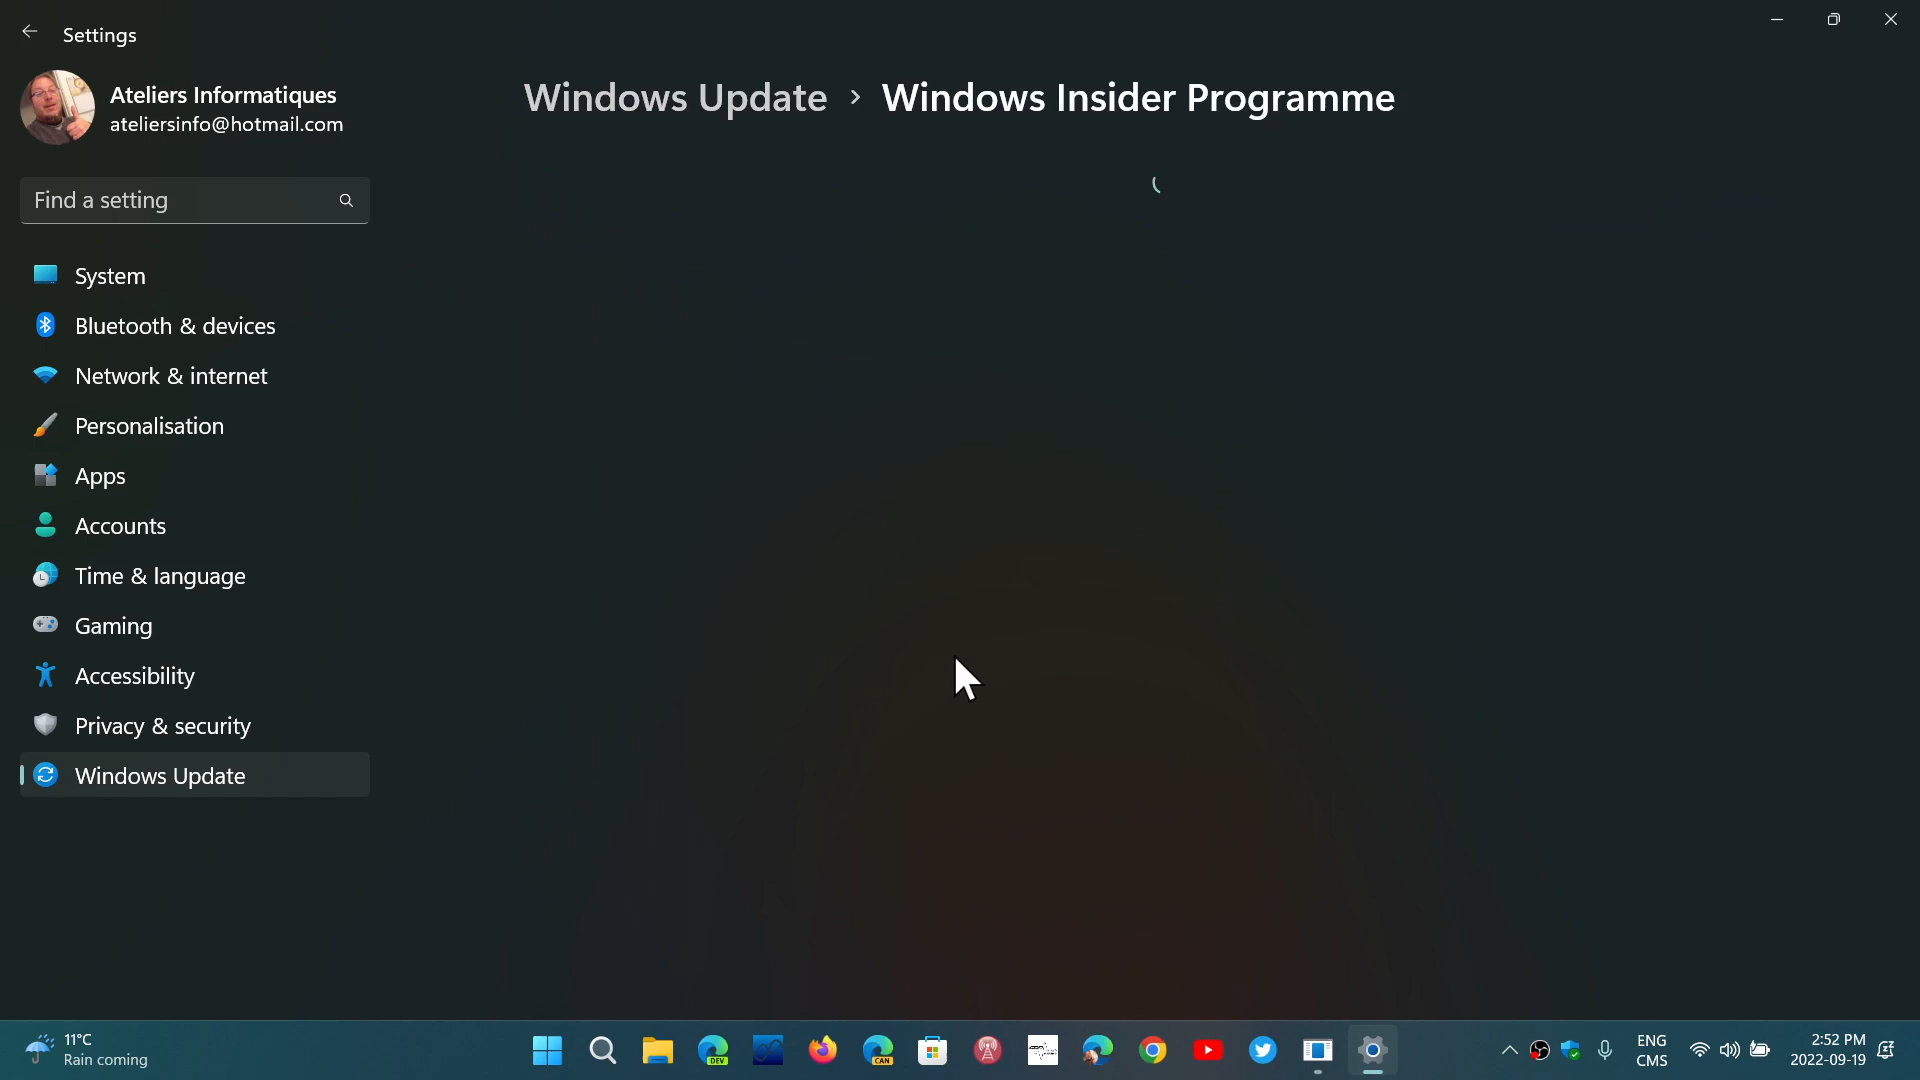 Settings
Ateliers Informatiques
ateliersinfo@hotmail.com
Find a setting
System
Bluetooth & devices
Network & internet
Personalisation
Apps
Accounts
Time & language
Gaming
Accessibility
Privacy & security
Windows Update
Windows Update > Windows Insider Programme
11°C
Rain coming
DEV
CAN
ENG
CMS
2:52 PM
2022-09-19